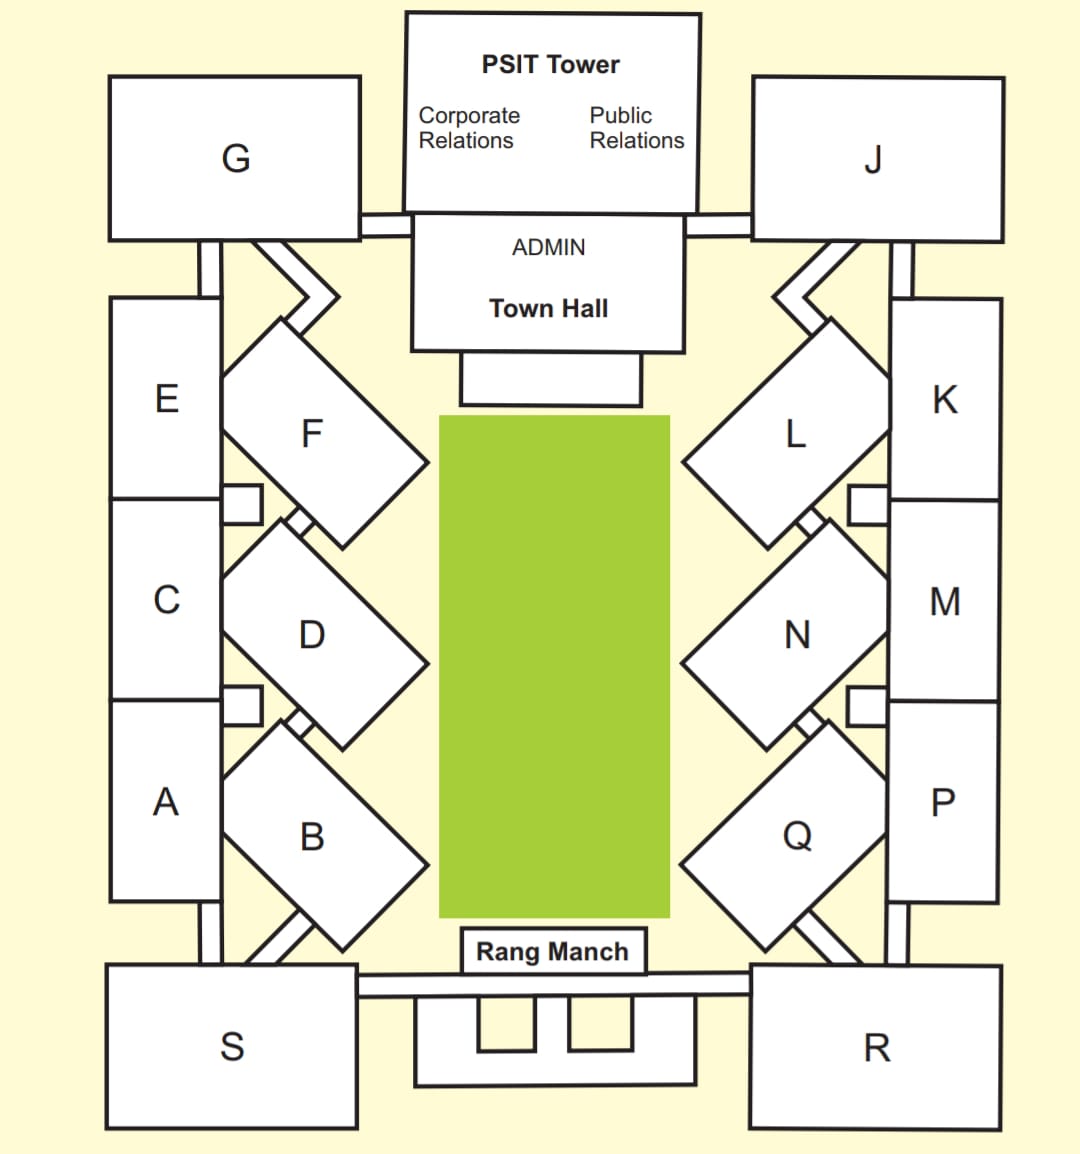 PSIT Tower
Corporate Relations
Public Relations
G
J
ADMIN
Town Hall
E
F
L
K
C
D
N
M
A
B
Q
P
Rang Manch
S
R